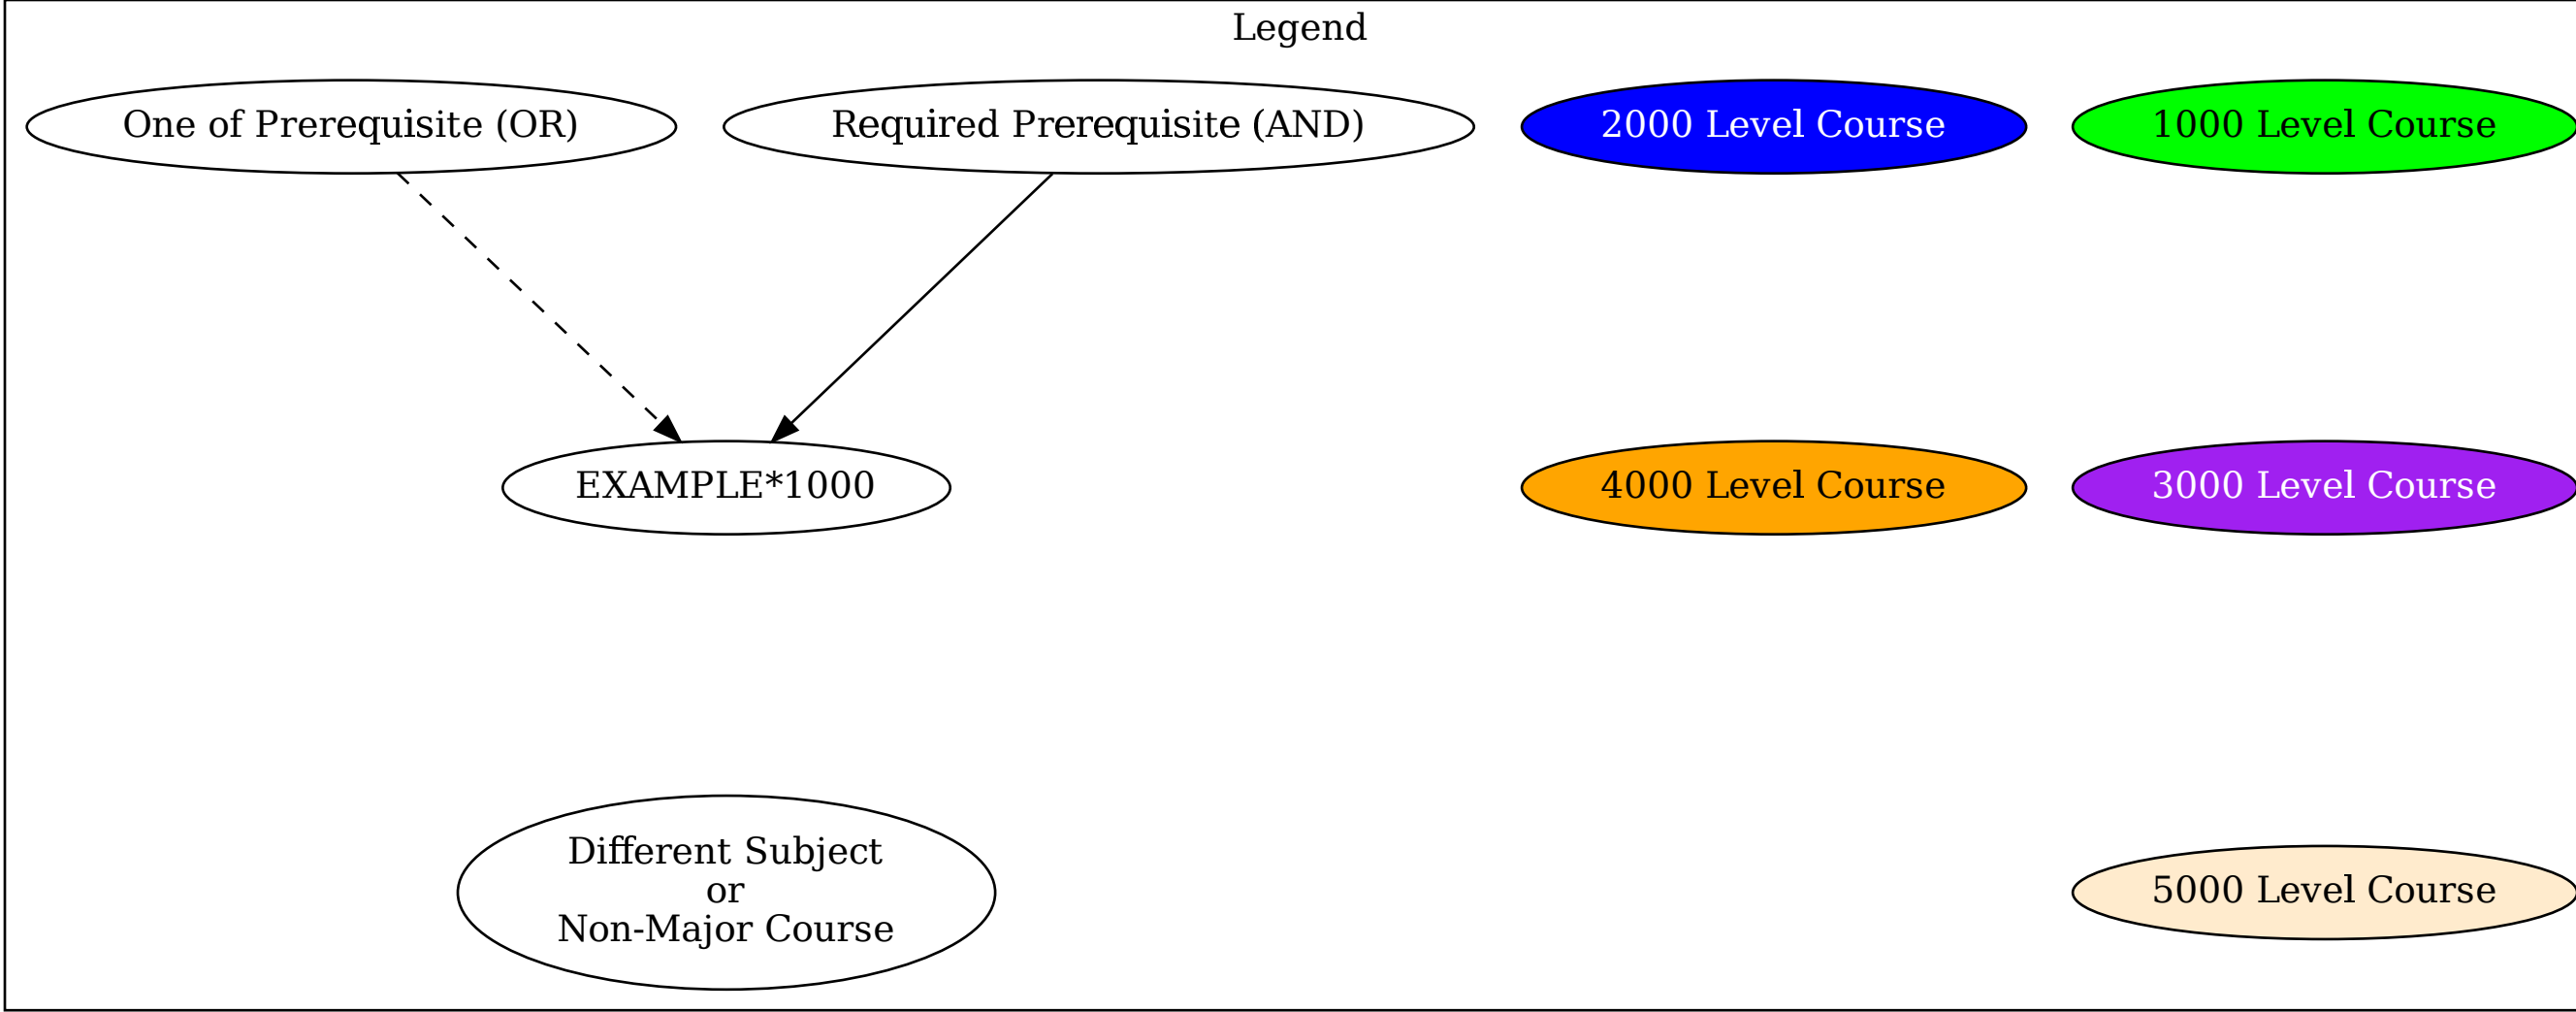 Legend
One of Prerequisite (OR)
Required Prerequisite (AND)
2000 Level Course
1000 Level Course
EXAMPLE*1000
4000 Level Course
3000 Level Course
Different Subject
or
Non-Major Course
5000 Level Course